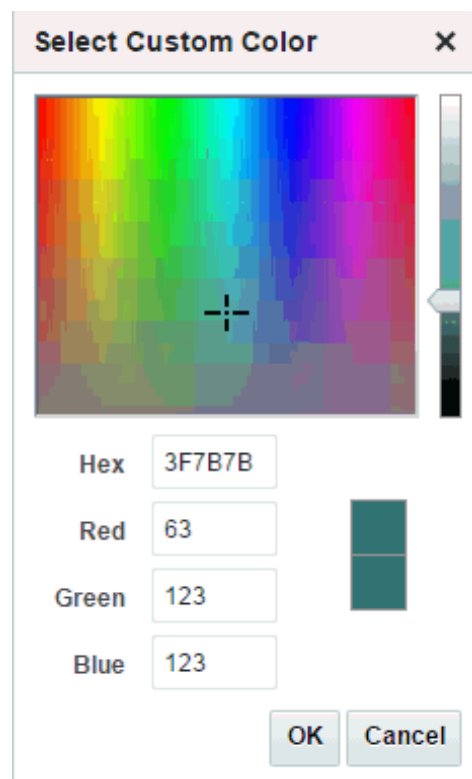 Select Custom Color
Hex 3F7B7B
Red 63
Green 123
Blue 123
OK Cancel